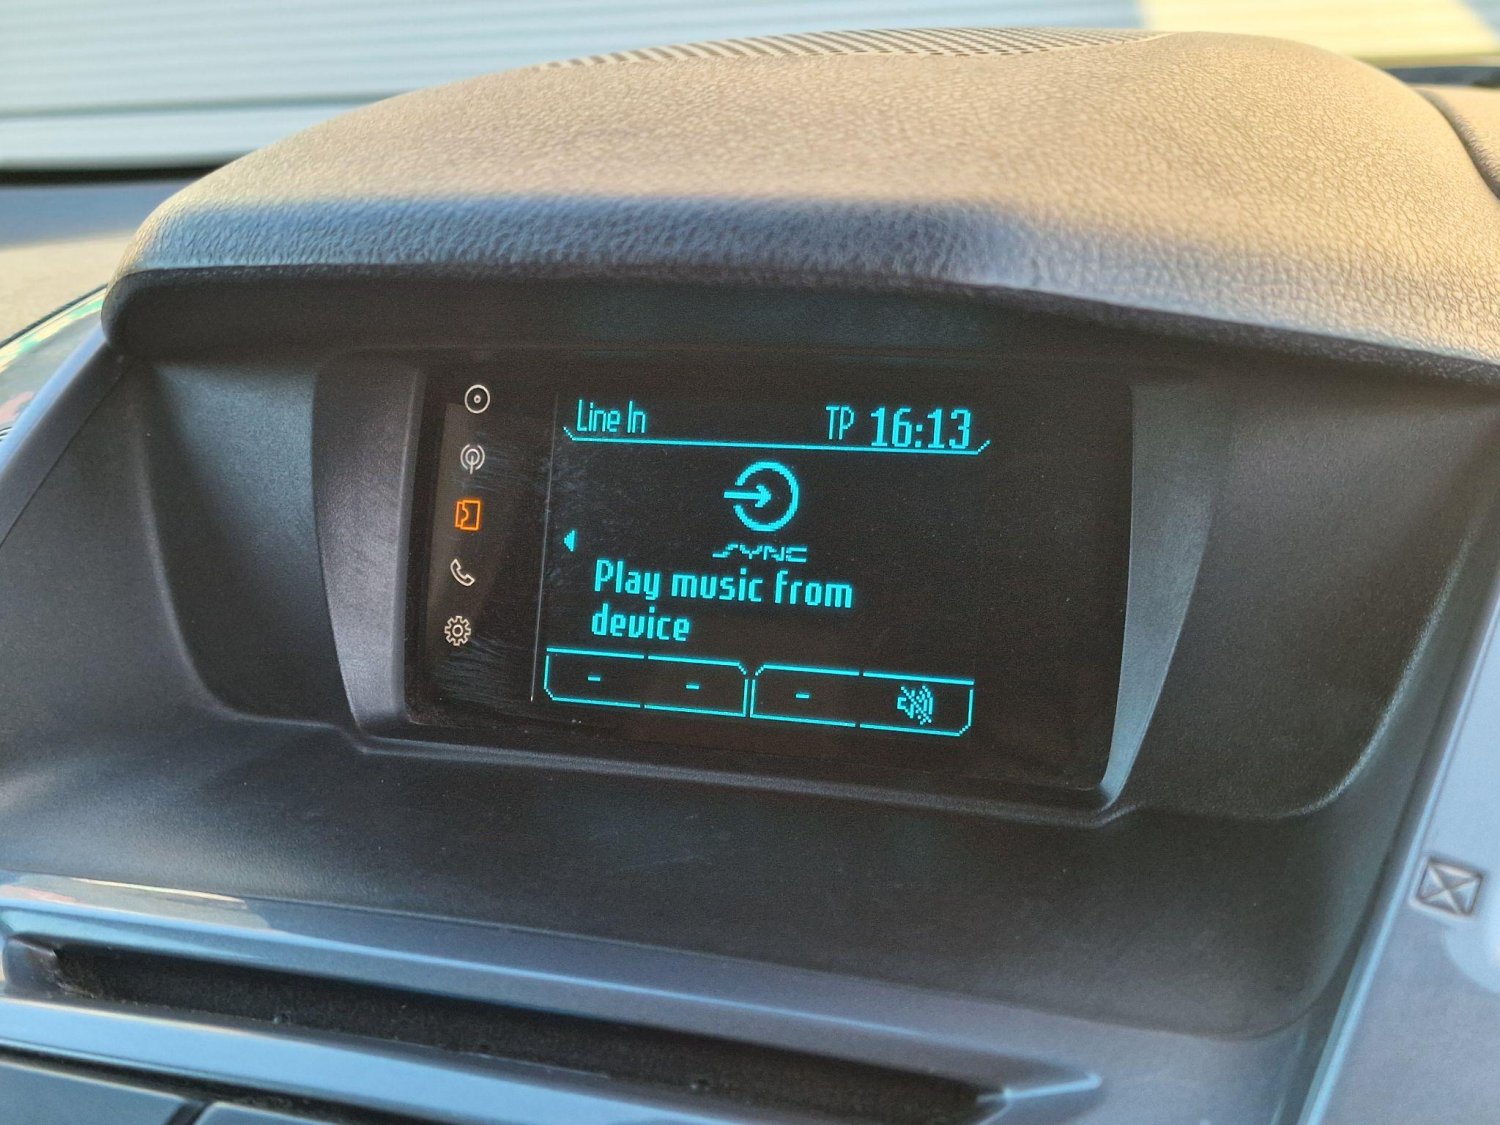 Line In TP 16:13
SYNC
Play music from
device
- - -